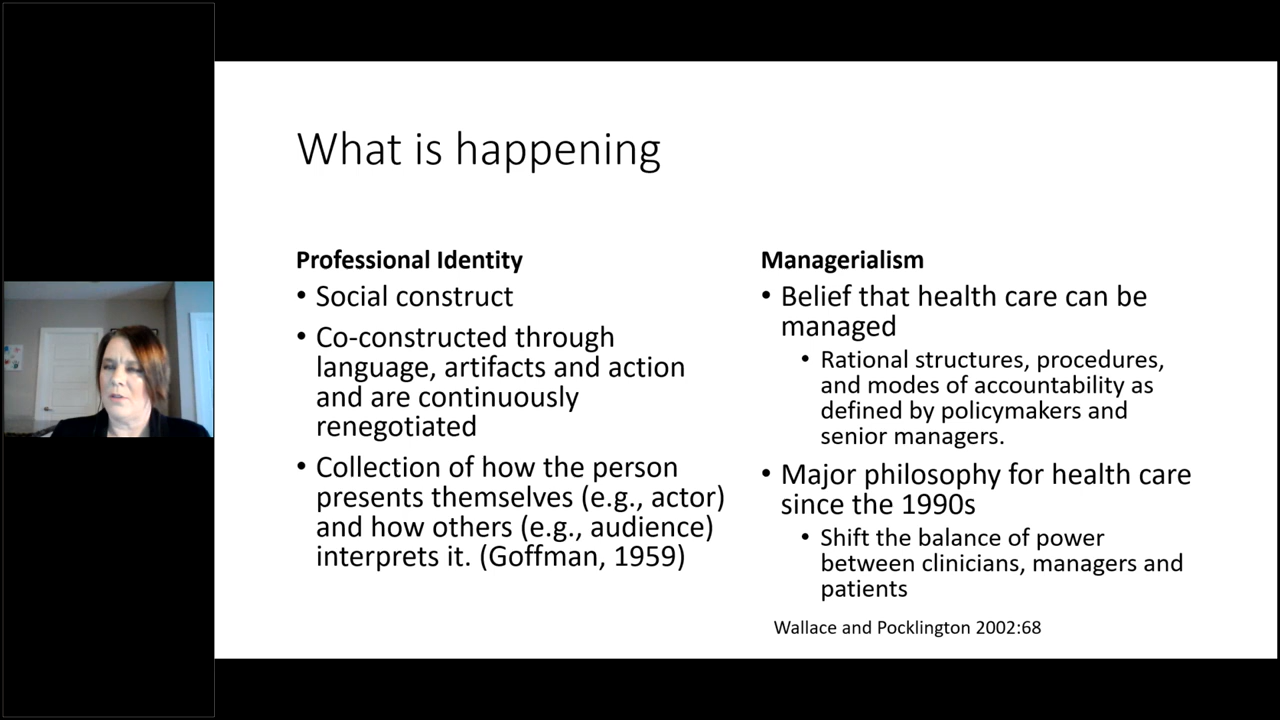 What is happening
Professional Identity
• Social construct
• Co-constructed through
language, artifacts and action
and are continuously
renegotiated
• Collection of how the person
presents themselves (e.g., actor)
and how others (e.g., audience)
interprets it. (Goffman, 1959)
Managerialism
• Belief that health care can be
managed
• Rational structures, procedures,
and modes of accountability as
defined by policymakers and
senior managers.
• Major philosophy for health care
since the 1990s
• Shift the balance of power
between clinicians, managers and
patients
Wallace and Pocklington 2002:68